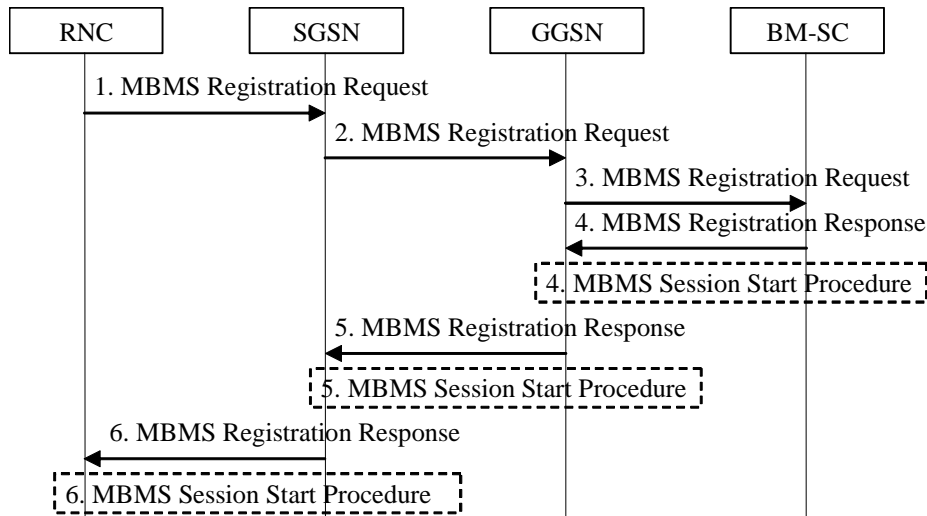 RNC
SGSN
GGSN
BM-SC
1. MBMS Registration Request
2. MBMS Registration Request
3. MBMS Registration Request
4. MBMS Registration Response
4. MBMS Session Start Procedure
5. MBMS Registration Response
5. MBMS Session Start Procedure
6. MBMS Registration Response
6. MBMS Session Start Procedure